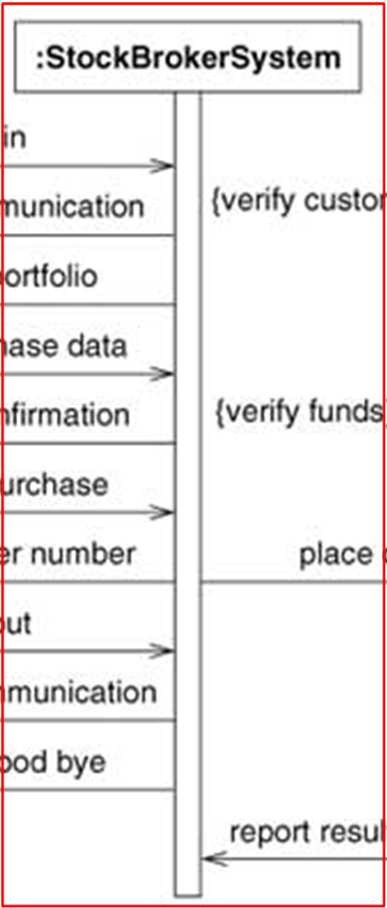 :StockBrokerSystem
in
munication
{verify custor
ortfolio
hase data
nfirmation
{verify funds
urchase
er number
place
out
mmunication
ood bye
report resul